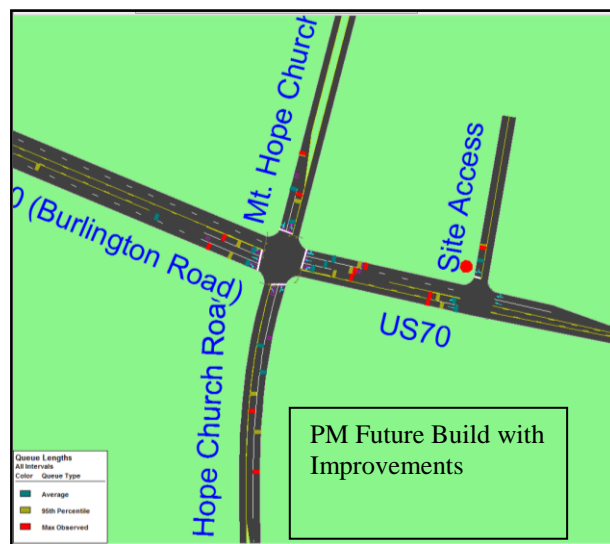 Mt. Hope Church
0 (Burlington Road)
Site Access
US70
Hope Church Road
PM Future Build with
Improvements
Queue Lengths
All Intervals
Color Queue Type
Average
95th Percentile
Max Observed